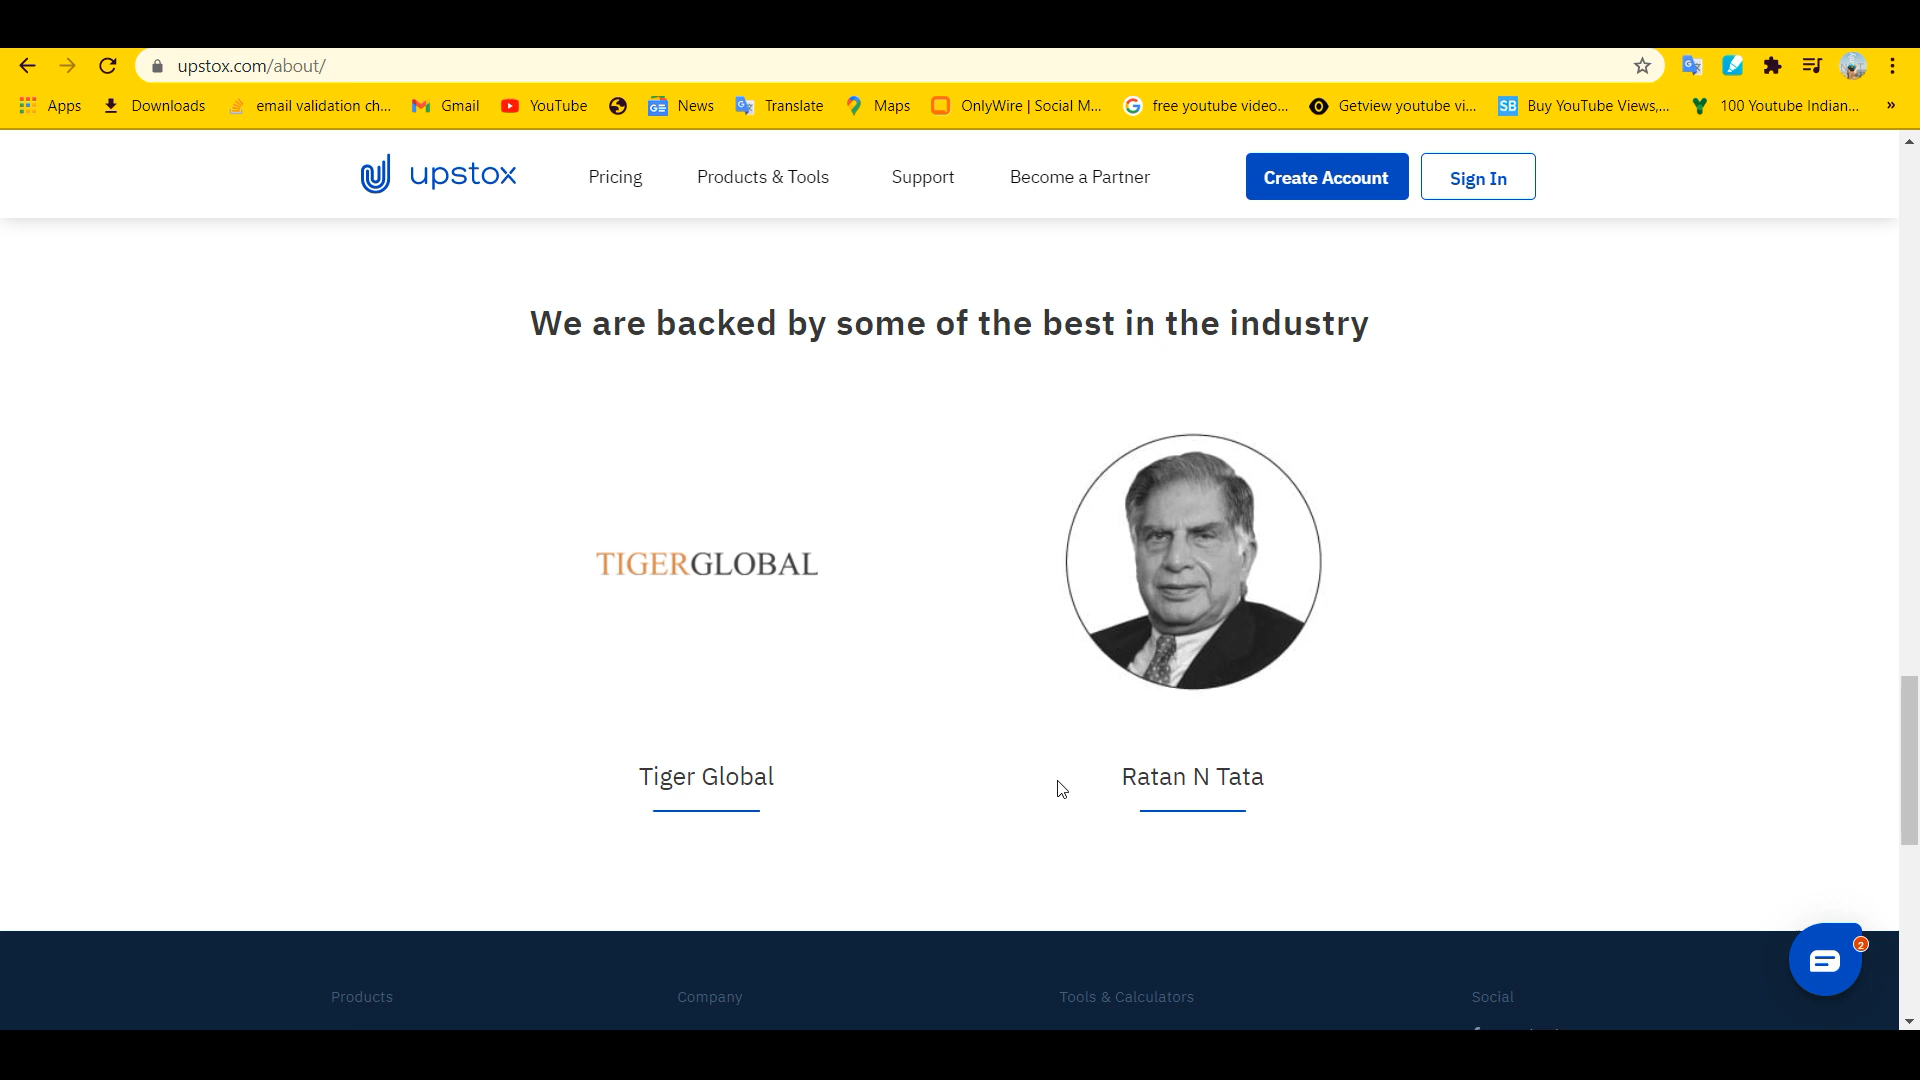 upstox.com/about/
Apps Downloads email validation ch... Gmail YouTube News Translate Maps OnlyWire | Social M... free youtube video... Getview youtube vi... SB Buy YouTube Views,... 100 Youtube Indian... »
upstox Pricing Products & Tools Support Become a Partner Create Account Sign In
We are backed by some of the best in the industry
TIGERGLOBAL
Tiger Global Ratan N Tata
2
Products Company Tools & Calculators Social